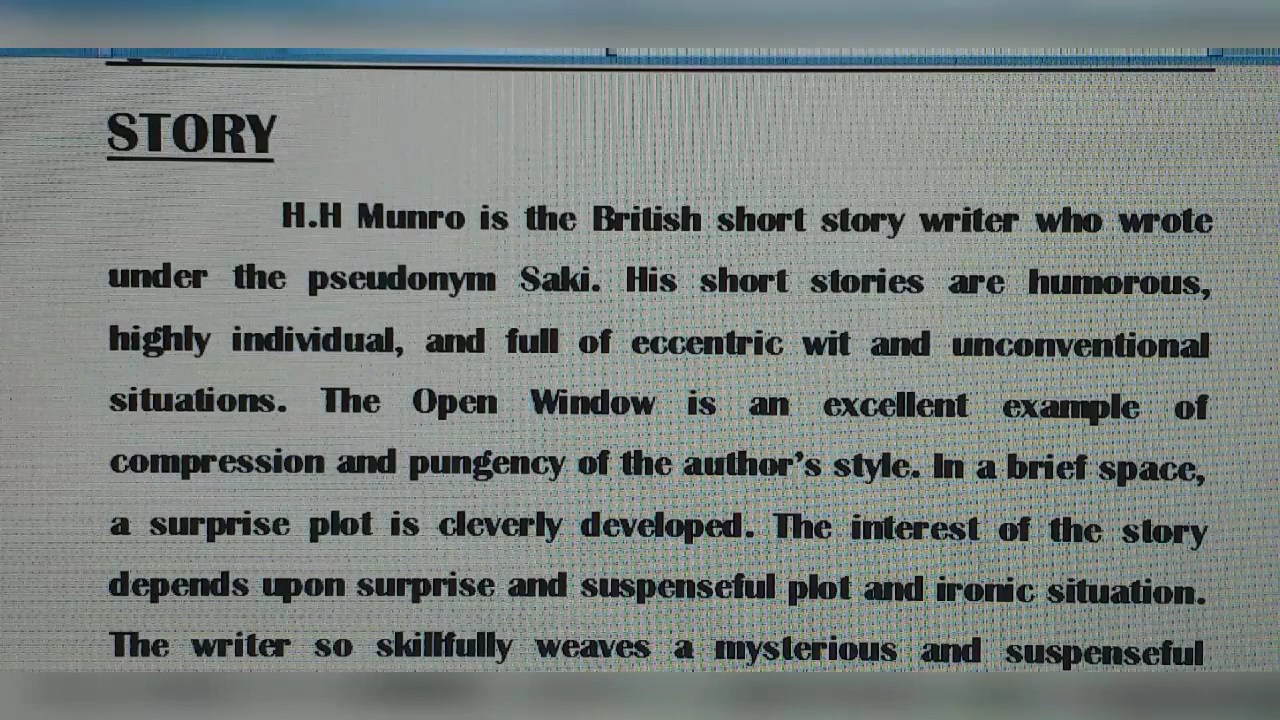 STORY
H.H Munro is the British short story writer who wrote
under the pseudonym Saki. His short stories are humorous,
highly individual, and full of eccentric wit and unconventional
situations. The Open Window is an excellent example of
compression and pungency of the author's style. In a brief space,
a surprise plot is cleverly developed. The interest of the story
depends upon surprise and suspenseful plot and ironic situation.
The writer so skillfully weaves a mysterious and suspenseful